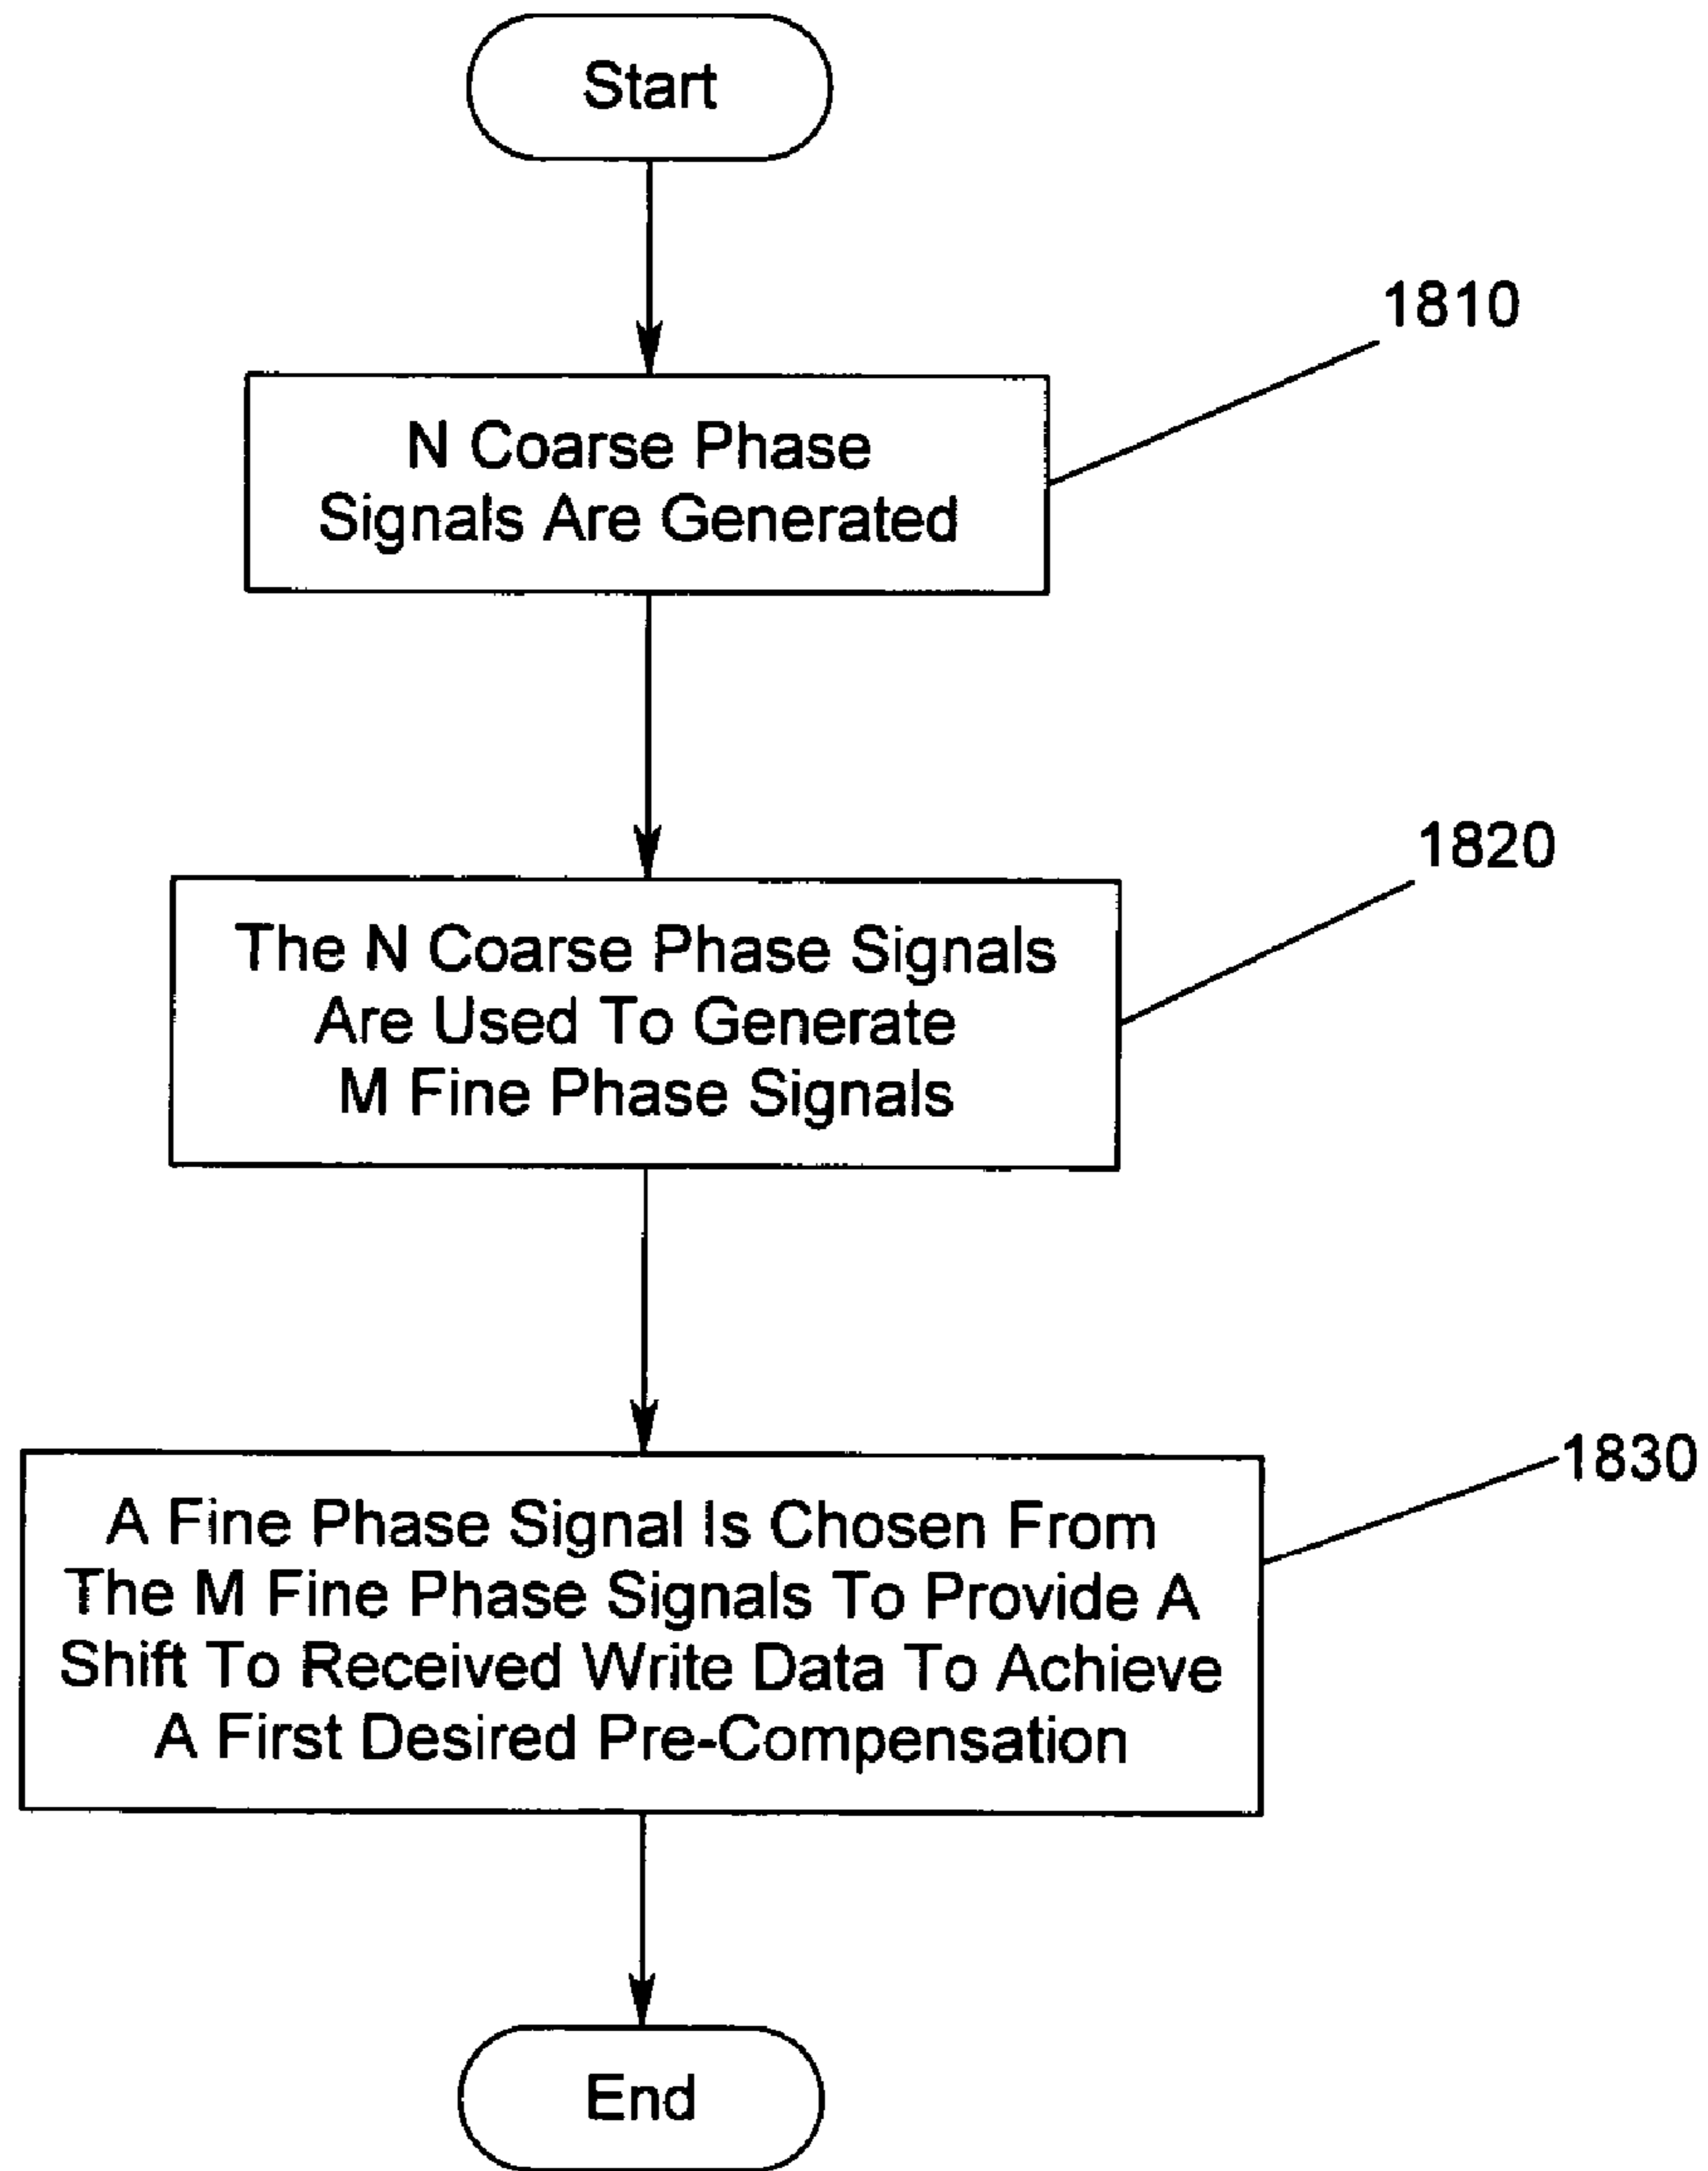 Start
1810
N Coarse Phase
Signals Are Generated
1820
The N Coarse Phase Signals
Are Used To Generate
M Fine Phase Signals
1830
A Fine Phase Signal Is Chosen From
The M Fine Phase Signals To Provide A
Shift To Received Write Data To Achieve
A First Desired Pre-Compensation
End